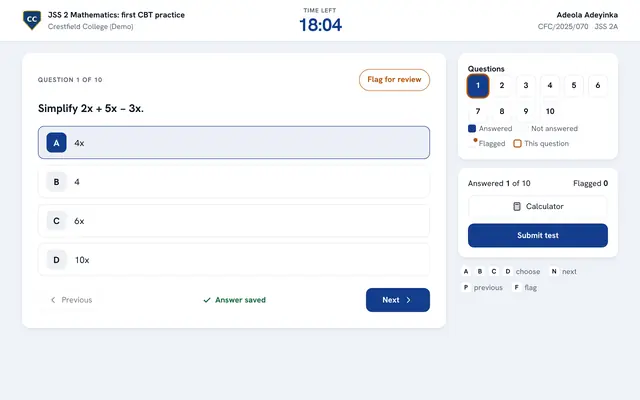 CC
JSS 2 Mathematics: first CBT practice
Crestfield College (Demo)
TIME LEFT
18:04
Adeola Adeyinka
CFC/2025/070 · JSS 2A
QUESTION 1 OF 10
Flag for review
Simplify 2x + 5x − 3x.
A 4x
B 4
C 6x
D 10x
Previous
Answer saved
Next
Questions
1 2 3 4 5 6
7 8 9 10
Answered Not answered
Flagged This question
Answered 1 of 10 Flagged 0
Calculator
Submit test
A B C D choose N next
P previous F flag